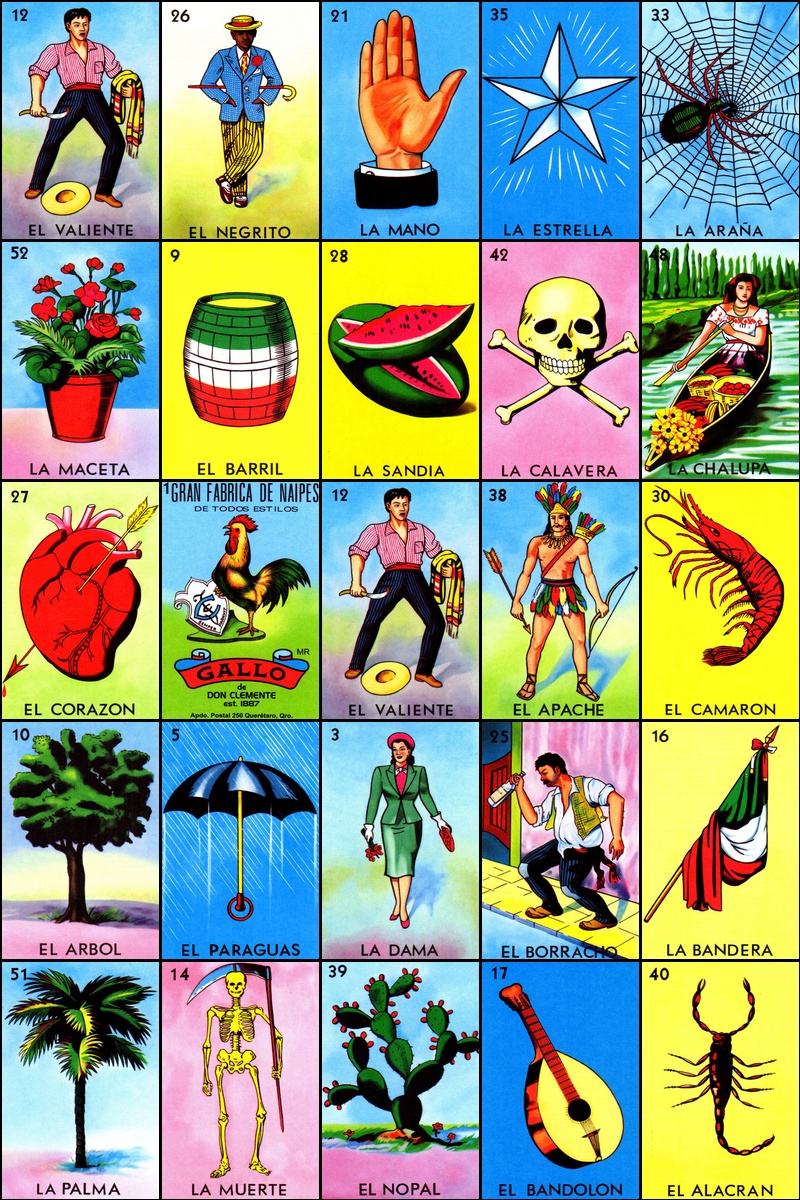 12
EL VALIENTE
26
EL NEGRITO
21
LA MANO
35
LA ESTRELLA
33
LA ARAÑA
52
LA MACETA
9
EL BARRIL
28
LA SANDIA
42
LA CALAVERA
48
LA CHALUPA
27
EL CORAZON
1
GRAN FABRICA DE NAIPES
DE TODOS ESTILOS
MR
GALLO
de
DON CLEMENTE
est. 1887
Apdo. Postal 250 Querétaro, Qro.
12
EL VALIENTE
38
EL APACHE
30
EL CAMARON
10
EL ARBOL
5
EL PARAGUAS
3
LA DAMA
25
EL BORRACHO
16
LA BANDERA
51
LA PALMA
14
LA MUERTE
39
EL NOPAL
17
EL BANDOLON
40
EL ALACRAN